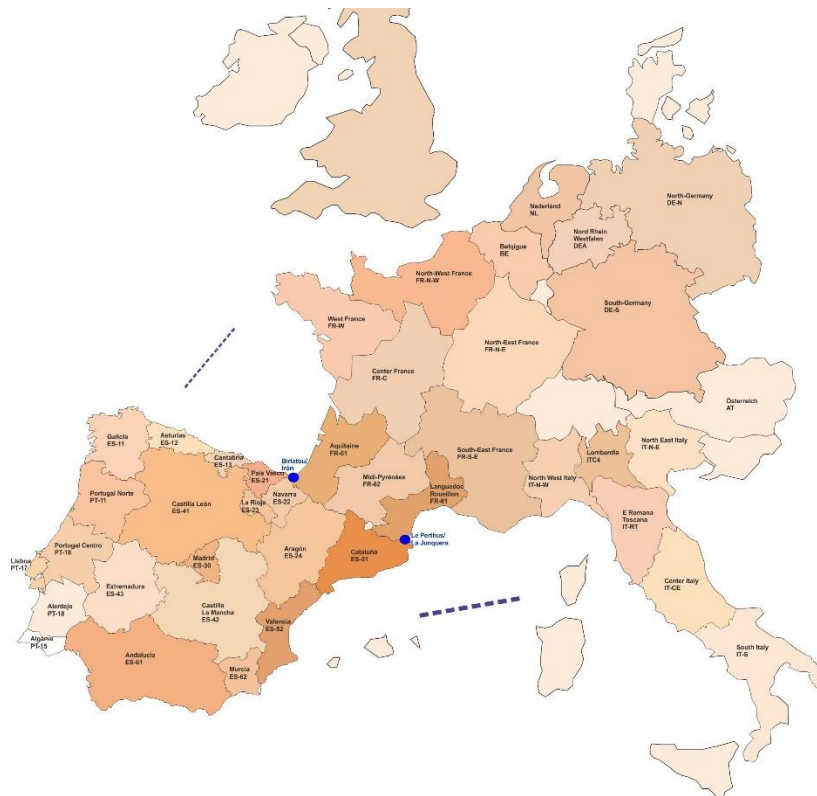 North-Germany
DE-N
Nederland
NL
Nord Rhein
Westfalen
DEA
Belgique
BE
North-West France
FR-N-W
South-Germany
DE-S
West France
FR-W
North-East France
FR-N-E
Center France
FR-C
Österreich
AT
Galicia
ES-11
Asturias
ES-12
Cantabria
ES-13
País Vasco
ES-21
Biriatou/
Irún
Aquitaine
FR-61
South-East France
FR-S-E
Lombardia
ITC4
North East Italy
IT-N-E
Midi-Pyrénées
FR-62
Languedoc
Rousillon
FR-81
North West Italy
IT-N-W
Portugal Norte
PT-11
Castilla León
ES-41
La Rioja
ES-23
Navarra
ES-22
E Romana
Toscana
IT-RT
Le Perthus/
La Junquera
Portugal Centro
PT-16
Madrid
ES-30
Aragón
ES-24
Cataluña
ES-51
Lisboa
PT-17
Extremadura
ES-43
Center Italy
IT-CE
Alentejo
PT-18
Castilla
La Mancha
ES-42
Valencia
ES-52
Algarve
PT-15
Andalucía
ES-61
Murcia
ES-62
South Italy
IT-S